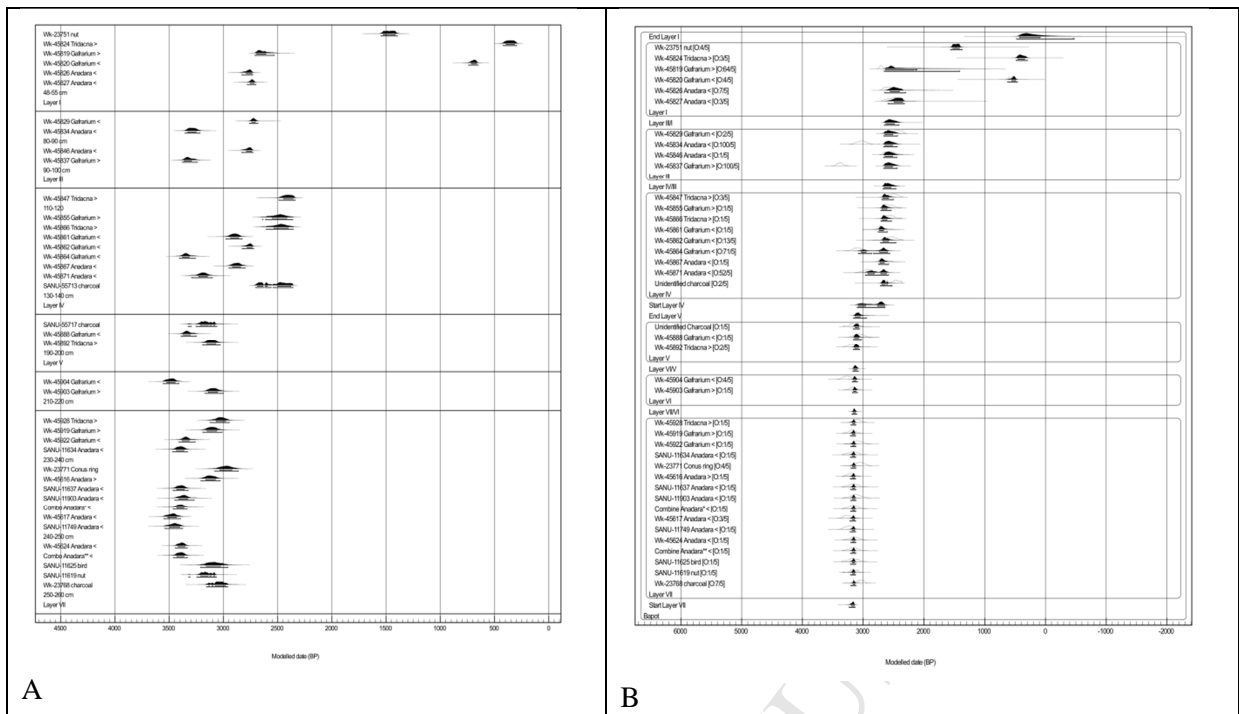 Wk-23751 nut
Wk-45824 Tridacna >
Wk-45819 Gafrarium >
Wk-45820 Gafrarium <
Wk-45826 Anadara <
Wk-45827 Anadara <
48-55 cm
Layer I
Wk-45829 Gafrarium <
Wk-45834 Anadara <
80-90 cm
Wk-45846 Anadara <
Wk-45837 Gafrarium >
90-100 cm
Layer III
Wk-45847 Tridacna >
110-120
Wk-45855 Gafrarium >
Wk-45866 Tridacna >
Wk-45861 Gafrarium <
Wk-45862 Gafrarium <
Wk-45864 Gafrarium <
Wk-45867 Anadara <
Wk-45871 Anadara <
SANU-55713 charcoal
130-140 cm
Layer IV
SANU-55717 charcoal
Wk-45888 Gafrarium <
Wk-45892 Tridacna >
190-200 cm
Layer V
Wk-45904 Gafrarium <
Wk-45903 Gafrarium >
210-220 cm
Wk-45928 Tridacna >
Wk-45919 Gafrarium >
Wk-45922 Gafrarium <
SANU-11634 Anadara <
230-240 cm
Wk-23771 Conus ring
Wk-45616 Anadara >
SANU-11637 Anadara <
SANU-11903 Anadara <
Combo Anadara* <
Wk-45617 Anadara <
SANU-11749 Anadara <
240-250 cm
Wk-45624 Anadara <
Combo Anadara** <
SANU-11625 bird
SANU-11619 nut
Wk-23768 charcoal
250-260 cm
Layer VII
4500 4000 3500 3000 2500 2000 1500 1000 500 0
Modelled date (BP)
A
End Layer I
Wk-23751 nut [O:4/5]
Wk-45824 Tridacna > [O:3/5]
Wk-45819 Gafrarium > [O:64/5]
Wk-45820 Gafrarium < [O:4/5]
Wk-45826 Anadara < [O:7/5]
Wk-45827 Anadara < [O:3/5]
Layer I
Layer III/I
Wk-45829 Gafrarium < [O:2/5]
Wk-45834 Anadara < [O:100/5]
Wk-45846 Anadara < [O:1/5]
Wk-45837 Gafrarium > [O:100/5]
Layer III
Layer IV/III
Wk-45847 Tridacna > [O:3/5]
Wk-45855 Gafrarium > [O:1/5]
Wk-45866 Tridacna > [O:1/5]
Wk-45861 Gafrarium < [O:1/5]
Wk-45862 Gafrarium < [O:13/5]
Wk-45864 Gafrarium < [O:71/5]
Wk-45867 Anadara < [O:1/5]
Wk-45871 Anadara < [O:52/5]
Unidentified charcoal [O:2/5]
Layer IV
Start Layer IV
End Layer V
Unidentified Charcoal [O:1/5]
Wk-45888 Gafrarium < [O:1/5]
Wk-45892 Tridacna > [O:2/5]
Layer V
Layer VI/V
Wk-45904 Gafrarium < [O:4/5]
Wk-45903 Gafrarium > [O:1/5]
Layer VI
Layer VII/VI
Wk-45928 Tridacna > [O:1/5]
Wk-45919 Gafrarium > [O:1/5]
Wk-45922 Gafrarium < [O:1/5]
SANU-11634 Anadara < [O:1/5]
Wk-23771 Conus ring [O:4/5]
Wk-45616 Anadara > [O:1/5]
SANU-11637 Anadara < [O:1/5]
SANU-11903 Anadara < [O:1/5]
Combine Anadara* < [O:1/5]
Wk-45617 Anadara < [O:3/5]
SANU-11749 Anadara < [O:1/5]
Wk-45624 Anadara < [O:1/5]
Combine Anadara** < [O:1/5]
SANU-11625 bird [O:1/5]
SANU-11619 nut [O:1/5]
Wk-23768 charcoal [O:7/5]
Layer VII
Start Layer VII
Bapot
6000 5000 4000 3000 2000 1000 0 -1000 -2000
Modelled date (BP)
B